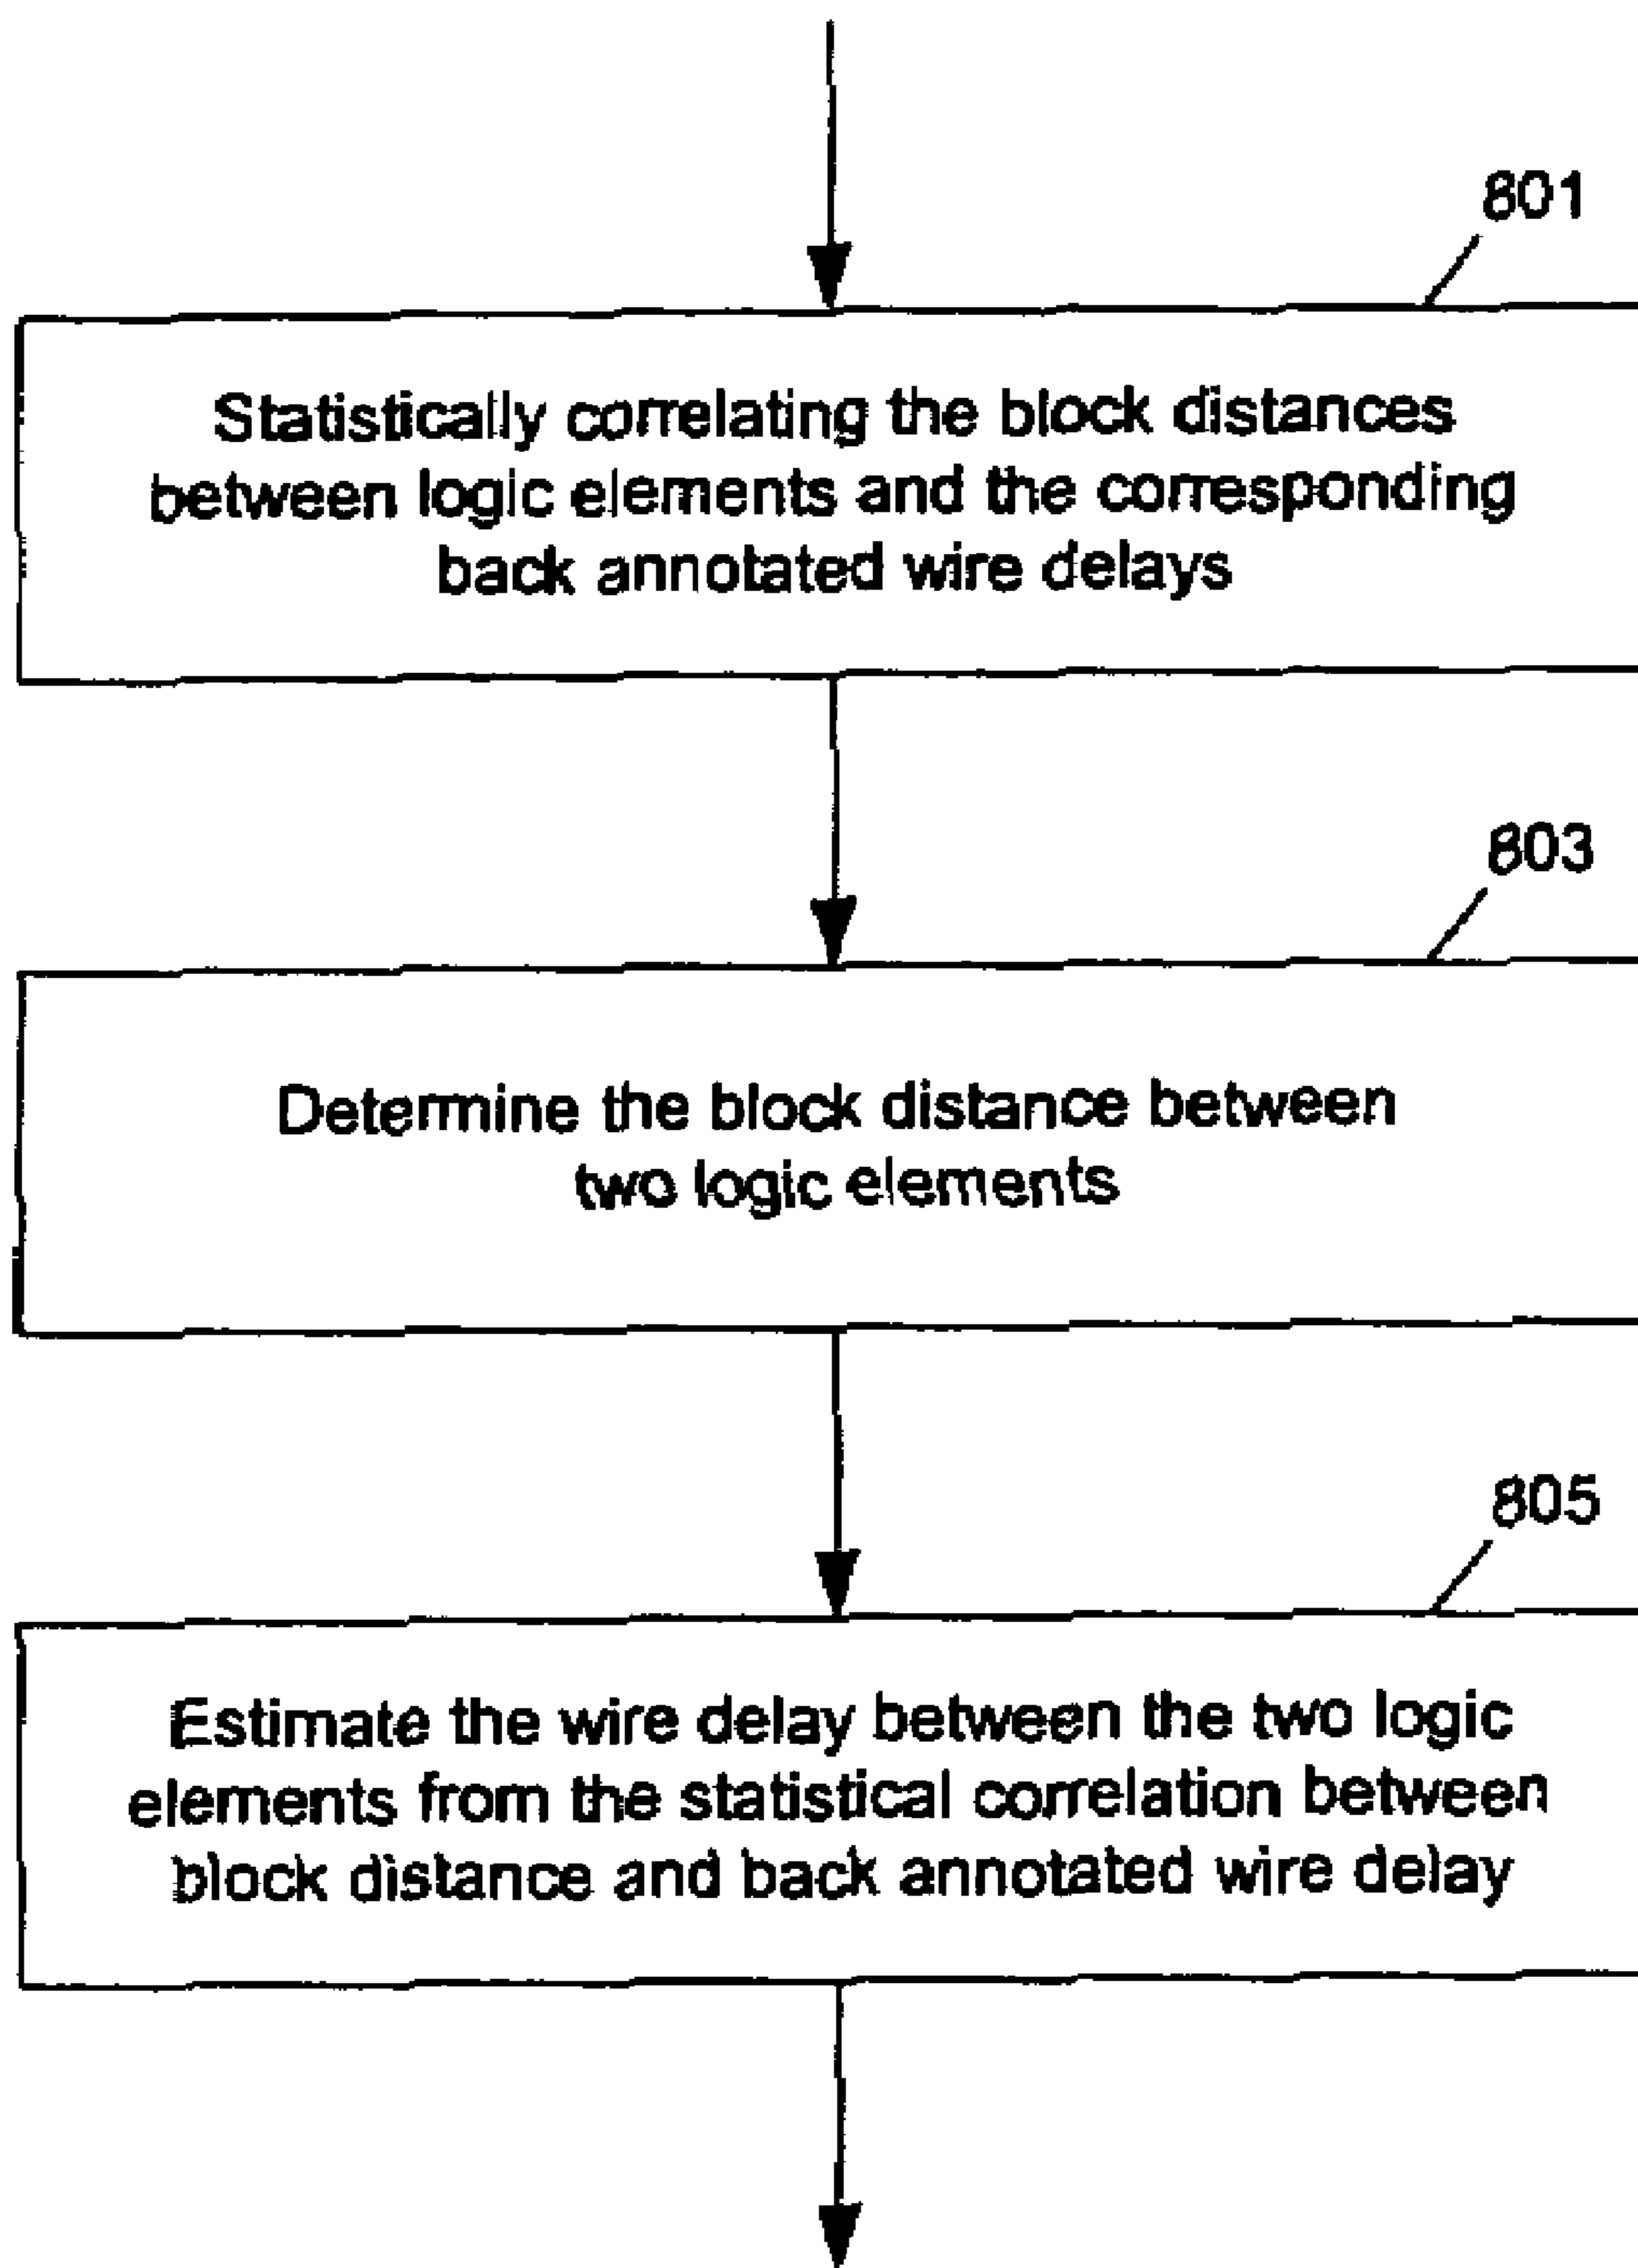 801
Statistically correlating the block distances
between logic elements and the corresponding
back annotated wire delays
803
Determine the block distance between
two logic elements
805
Estimate the wire delay between the two logic
elements from the statistical correlation between
block distance and back annotated wire delay